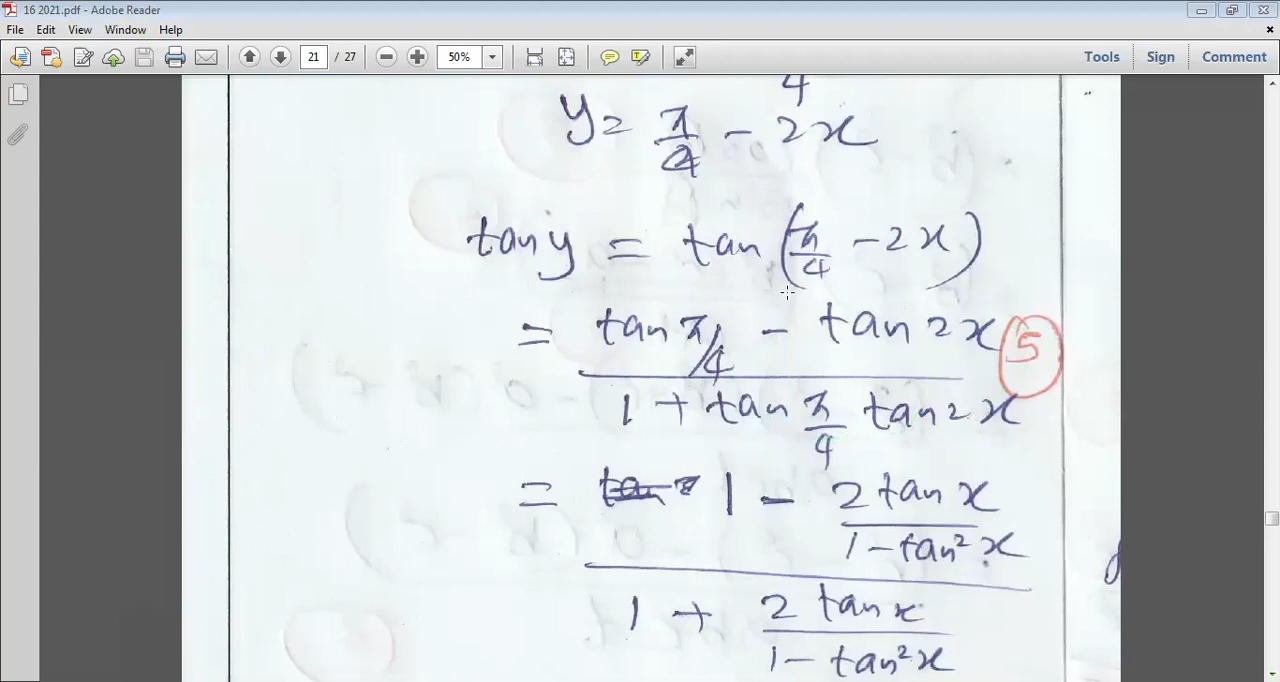 16 2021.pdf - Adobe Reader
File Edit View Window Help
21 / 27 50% Tools Sign Comment
4
y = π/4 - 2x
tan y = tan (π/4 - 2x)
= (tan π/4 - tan 2x) / (1 + tan π/4 tan 2x) 5
= (1 - (2 tan x)/(1 - tan² x)) / (1 + (2 tan x)/(1 - tan² x))